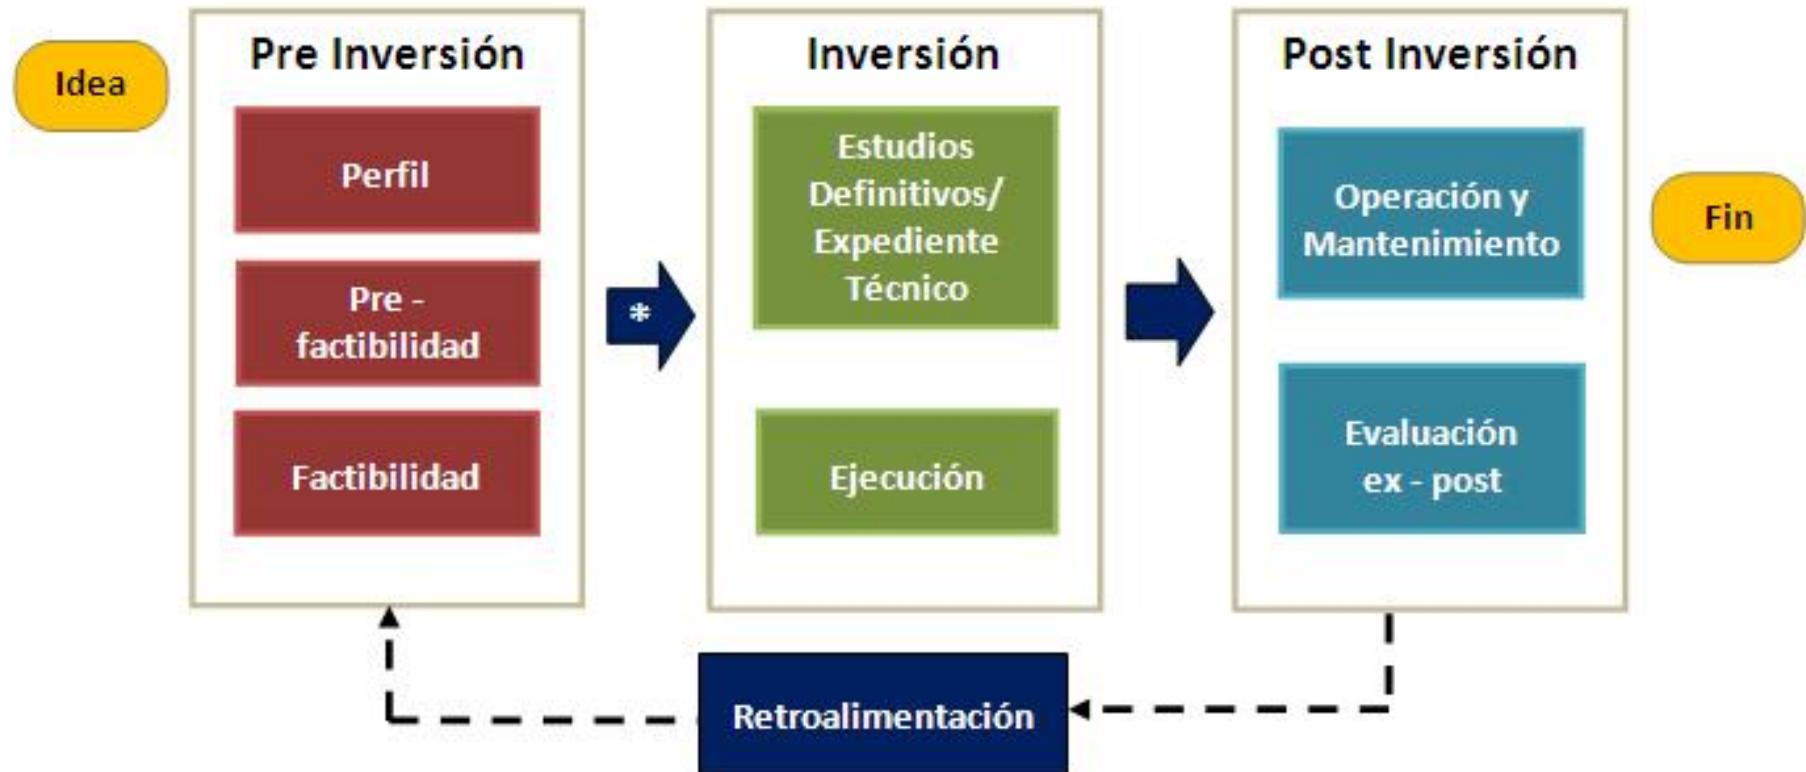 Idea
Pre Inversión
Perfil
Pre -
factibilidad
Factibilidad
*
Inversión
Estudios
Definitivos/
Expediente
Técnico
Ejecución
Post Inversión
Operación y
Mantenimiento
Evaluación
ex - post
Fin
Retroalimentación